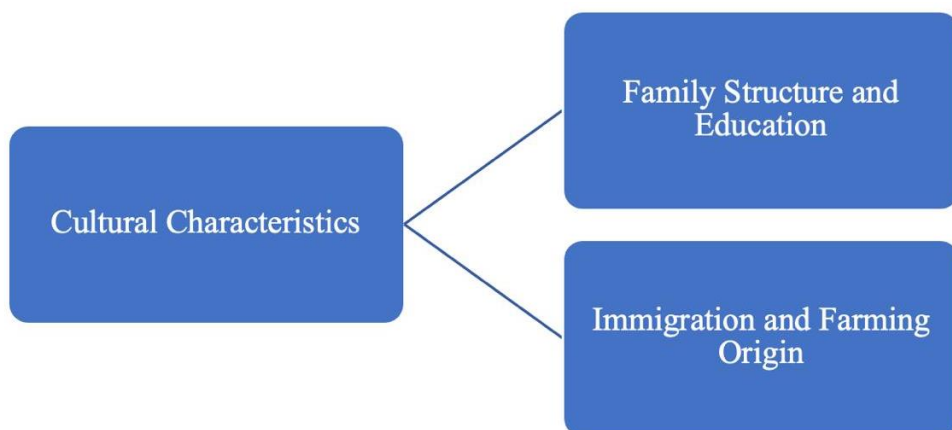 Cultural Characteristics
Family Structure and
Education
Immigration and Farming
Origin